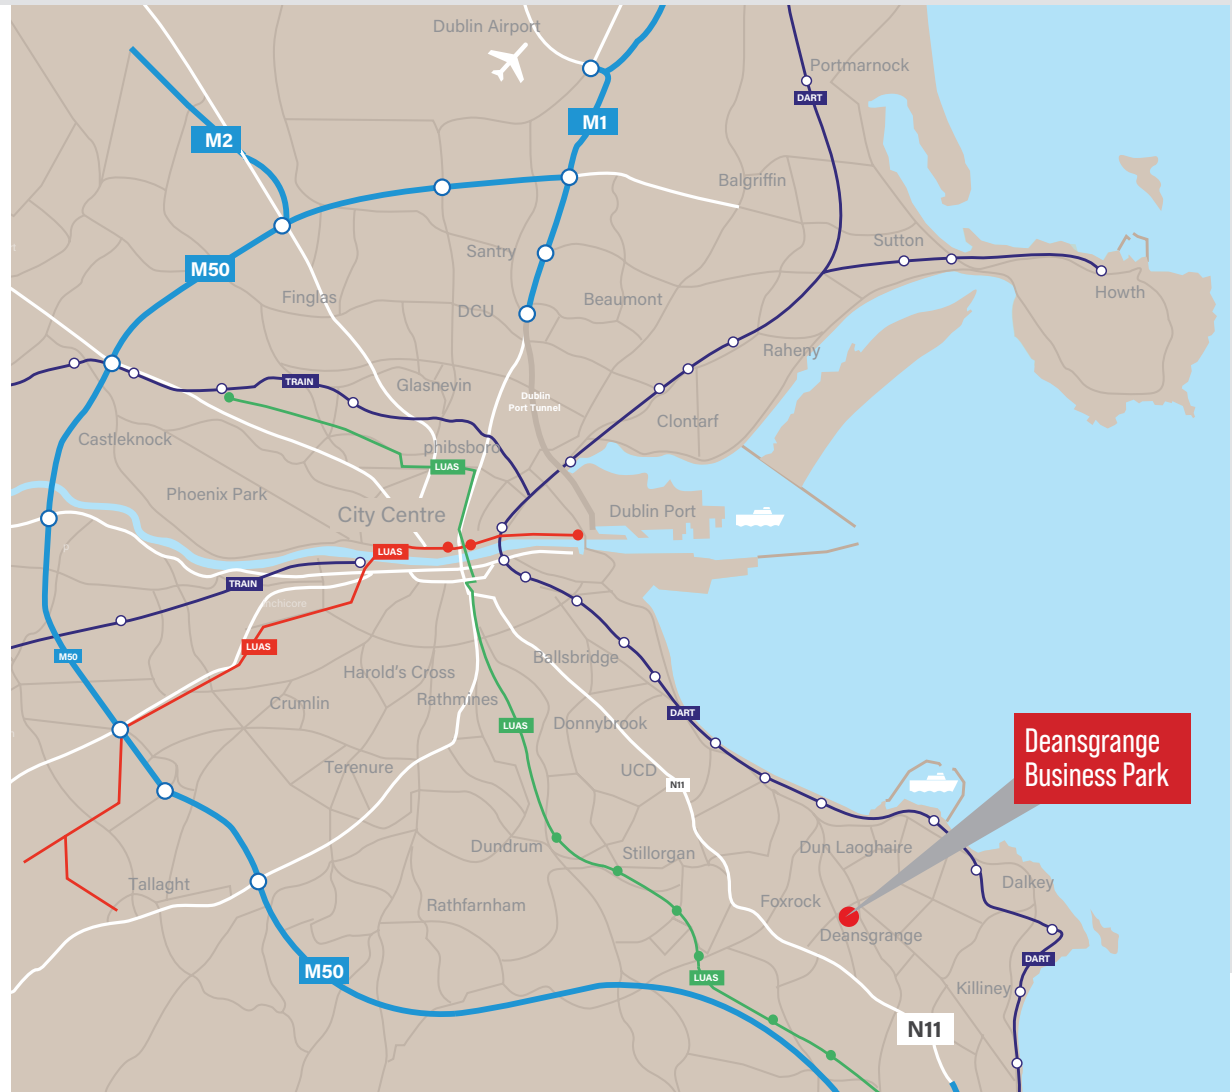 Dublin Airport
Portmarnock
DART
M2
M1
Balgriffin
Sutton
Santry
M50
Howth
Finglas
DCU
Beaumont
Raheny
TRAIN
Glasnevin
Dublin
Port Tunnel
Clontarf
Castleknock
phibsboro
LUAS
Phoenix Park
City Centre
Dublin Port
LUAS
TRAIN
nchicore
LUAS
M50
Ballsbridge
Harold's Cross
Rathmines
Crumlin
DART
LUAS
Donnybrook
Deansgrange
Business Park
Terenure
UCD
N11
Dundrum
Stillorgan
Dun Laoghaire
Tallaght
Dalkey
Foxrock
Rathfarnham
Deansgrange
DART
M50
LUAS
Killiney
N11